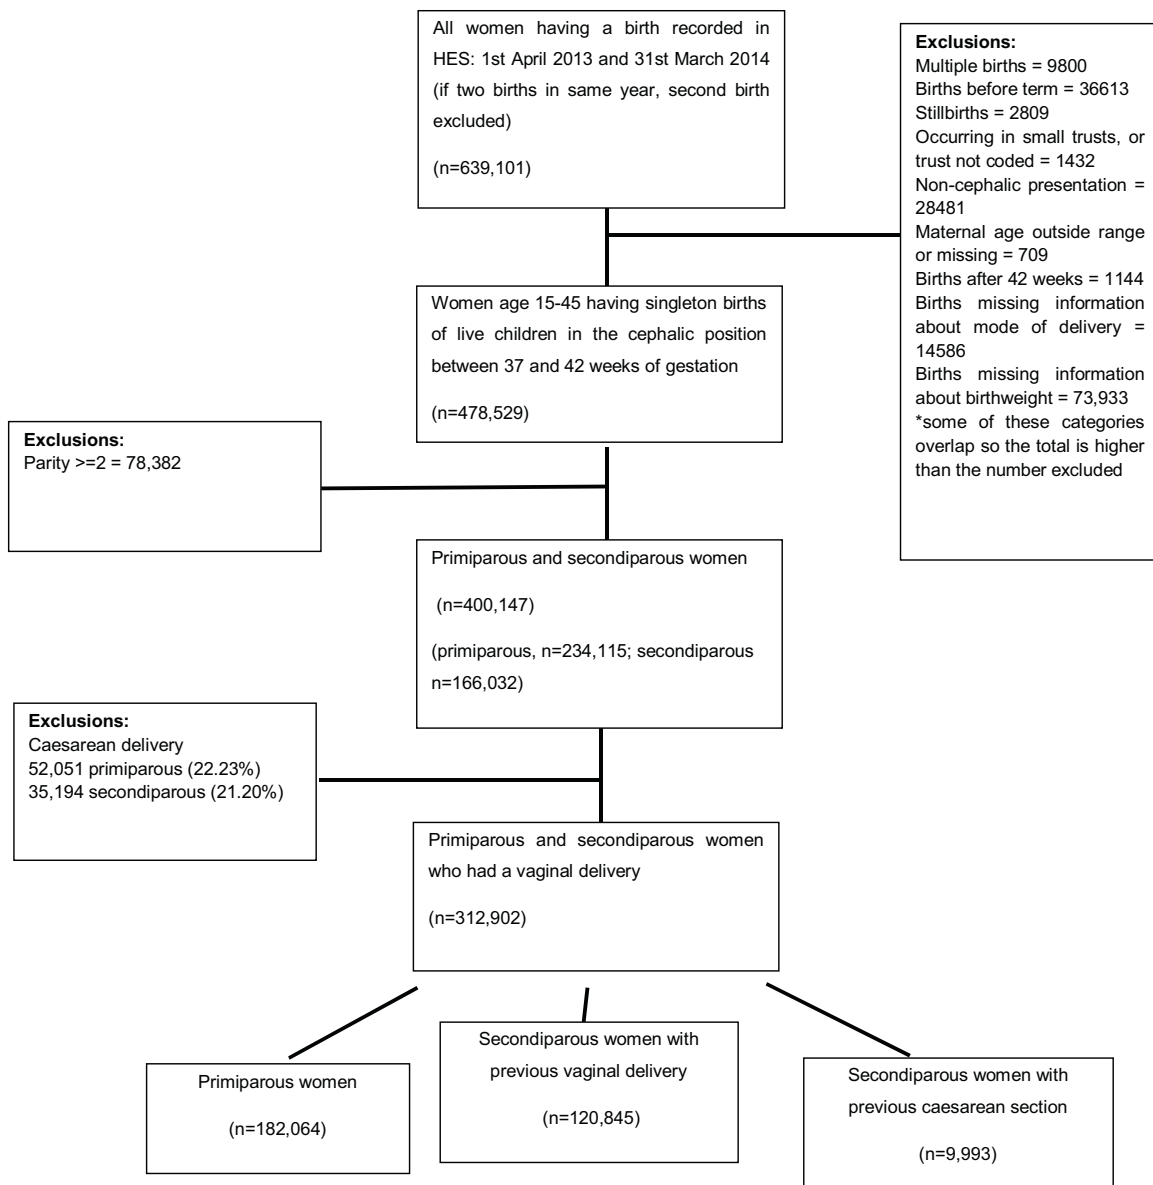 All women having a birth recorded in
HES: 1st April 2013 and 31st March 2014
(if two births in same year, second birth
excluded)
(n=639,101)
Exclusions:
Multiple births = 9800
Births before term = 36613
Stillbirths = 2809
Occurring in small trusts, or
trust not coded = 1432
Non-cephalic presentation =
28481
Maternal age outside range
or missing = 709
Births after 42 weeks = 1144
Births missing information
about mode of delivery =
14586
Births missing information
about birthweight = 73,933
*some of these categories
overlap so the total is higher
than the number excluded
Women age 15-45 having singleton births
of live children in the cephalic position
between 37 and 42 weeks of gestation
(n=478,529)
Exclusions:
Parity >=2 = 78,382
Primiparous and secondiparous women
(n=400,147)
(primiparous, n=234,115; secondiparous
n=166,032)
Exclusions:
Caesarean delivery
52,051 primiparous (22.23%)
35,194 secondiparous (21.20%)
Primiparous and secondiparous women
who had a vaginal delivery
(n=312,902)
Primiparous women
(n=182,064)
Secondiparous women with
previous vaginal delivery
(n=120,845)
Secondiparous women with
previous caesarean section
(n=9,993)